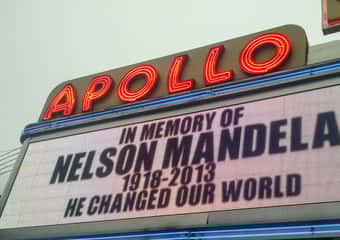 APOLLO
IN MEMORY OF
NELSON MANDELA
1918-2013
HE CHANGED OUR WORLD